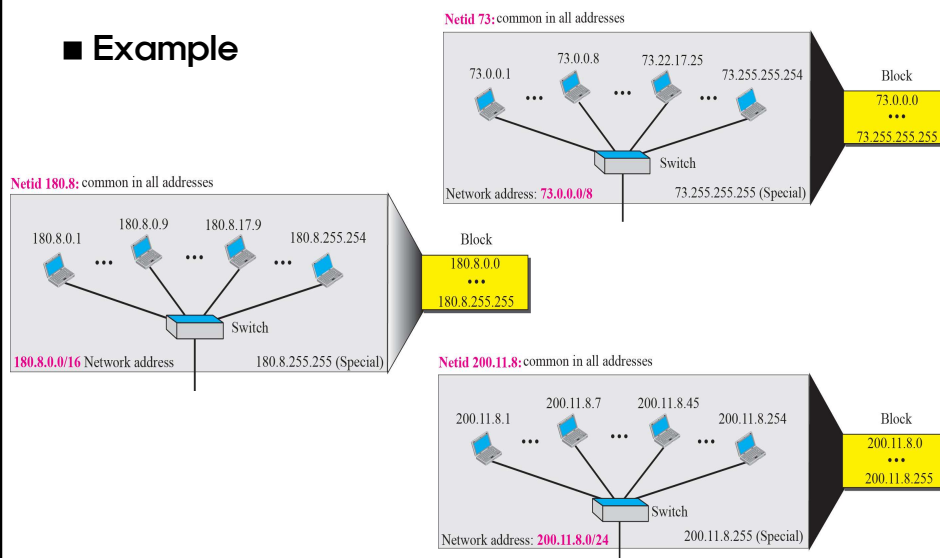 ■ Example
Netid 73: common in all addresses
73.0.0.1 ••• 73.0.0.8 ••• 73.22.17.25 ••• 73.255.255.254
Switch
Network address: 73.0.0.0/8 73.255.255.255 (Special)
Block
73.0.0.0
•••
73.255.255.255
Netid 180.8: common in all addresses
180.8.0.1 ••• 180.8.0.9 ••• 180.8.17.9 ••• 180.8.255.254
Switch
180.8.0.0/16 Network address 180.8.255.255 (Special)
Block
180.8.0.0
•••
180.8.255.255
Netid 200.11.8: common in all addresses
200.11.8.1 ••• 200.11.8.7 ••• 200.11.8.45 ••• 200.11.8.254
Switch
Network address: 200.11.8.0/24 200.11.8.255 (Special)
Block
200.11.8.0
•••
200.11.8.255